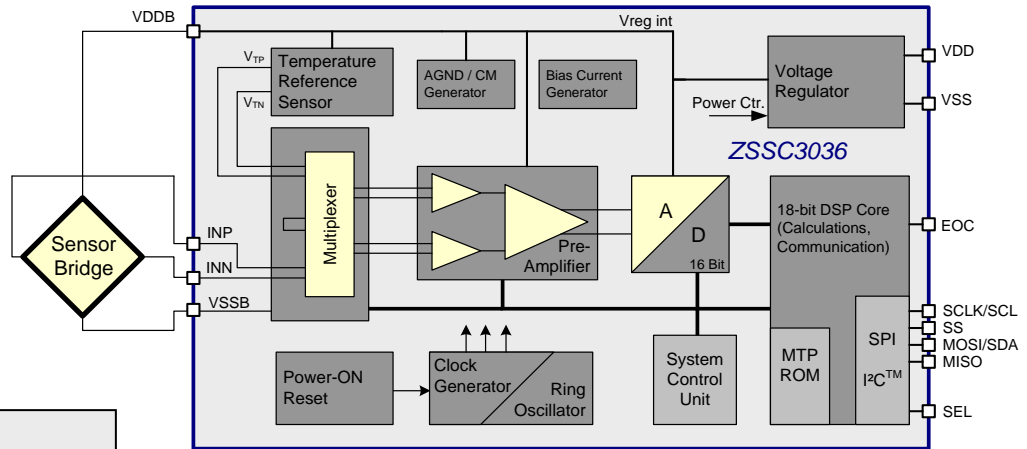 VDDB
Vreg int
VTP
Temperature
Reference
Sensor
VTN
AGND / CM
Generator
Bias Current
Generator
Voltage
Regulator
VDD
VSS
Power Ctr.
ZSSC3036
Multiplexer
Pre-
Amplifier
A
D
16 Bit
18-bit DSP Core
(Calculations,
Communication)
EOC
Sensor
Bridge
INP
INN
VSSB
Power-ON
Reset
Clock
Generator
Ring
Oscillator
System
Control
Unit
MTP
ROM
SPI
I²C™
SCLK/SCL
SS
MOSI/SDA
MISO
SEL